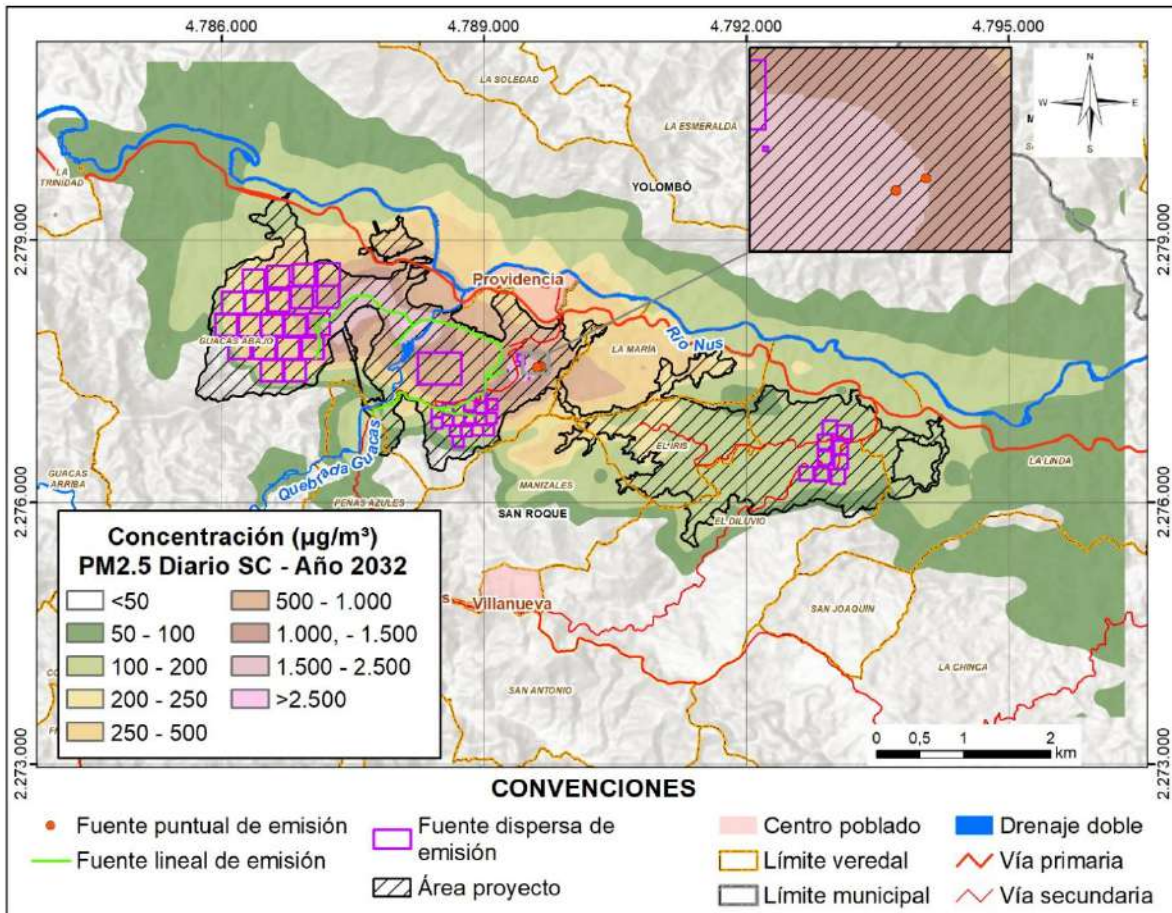 4.786.000
4.789.000
4.792.000
4.795.000
2.279.000
2.276.000
2.273.000
2.279.000
2.276.000
2.273.000
N
W
E
S
LA SOLEDAD
LA ESMERALDA
LA TRINIDAD
YOLOMBÓ
Providencia
GUACAS ABAJO
LA MARÍA
Río Nus
EL IRIS
GUACAS ARRIBA
Quebrada Guacas
PEÑAS AZULES
MANIZALES
SAN ROQUE
EL DILUVIO
LA LINDA
Villanueva
SAN JOAQUÍN
SAN ANTONIO
LA CHINCA
Concentración (µg/m³)
PM2.5 Diario SC - Año 2032
<50
50 - 100
100 - 200
200 - 250
250 - 500
500 - 1.000
1.000, - 1.500
1.500 - 2.500
>2.500
0
0,5
1
2
km
CONVENCIONES
Fuente puntual de emisión
Fuente lineal de emisión
Fuente dispersa de
emisión
Área proyecto
Centro poblado
Límite veredal
Límite municipal
Drenaje doble
Vía primaria
Vía secundaria